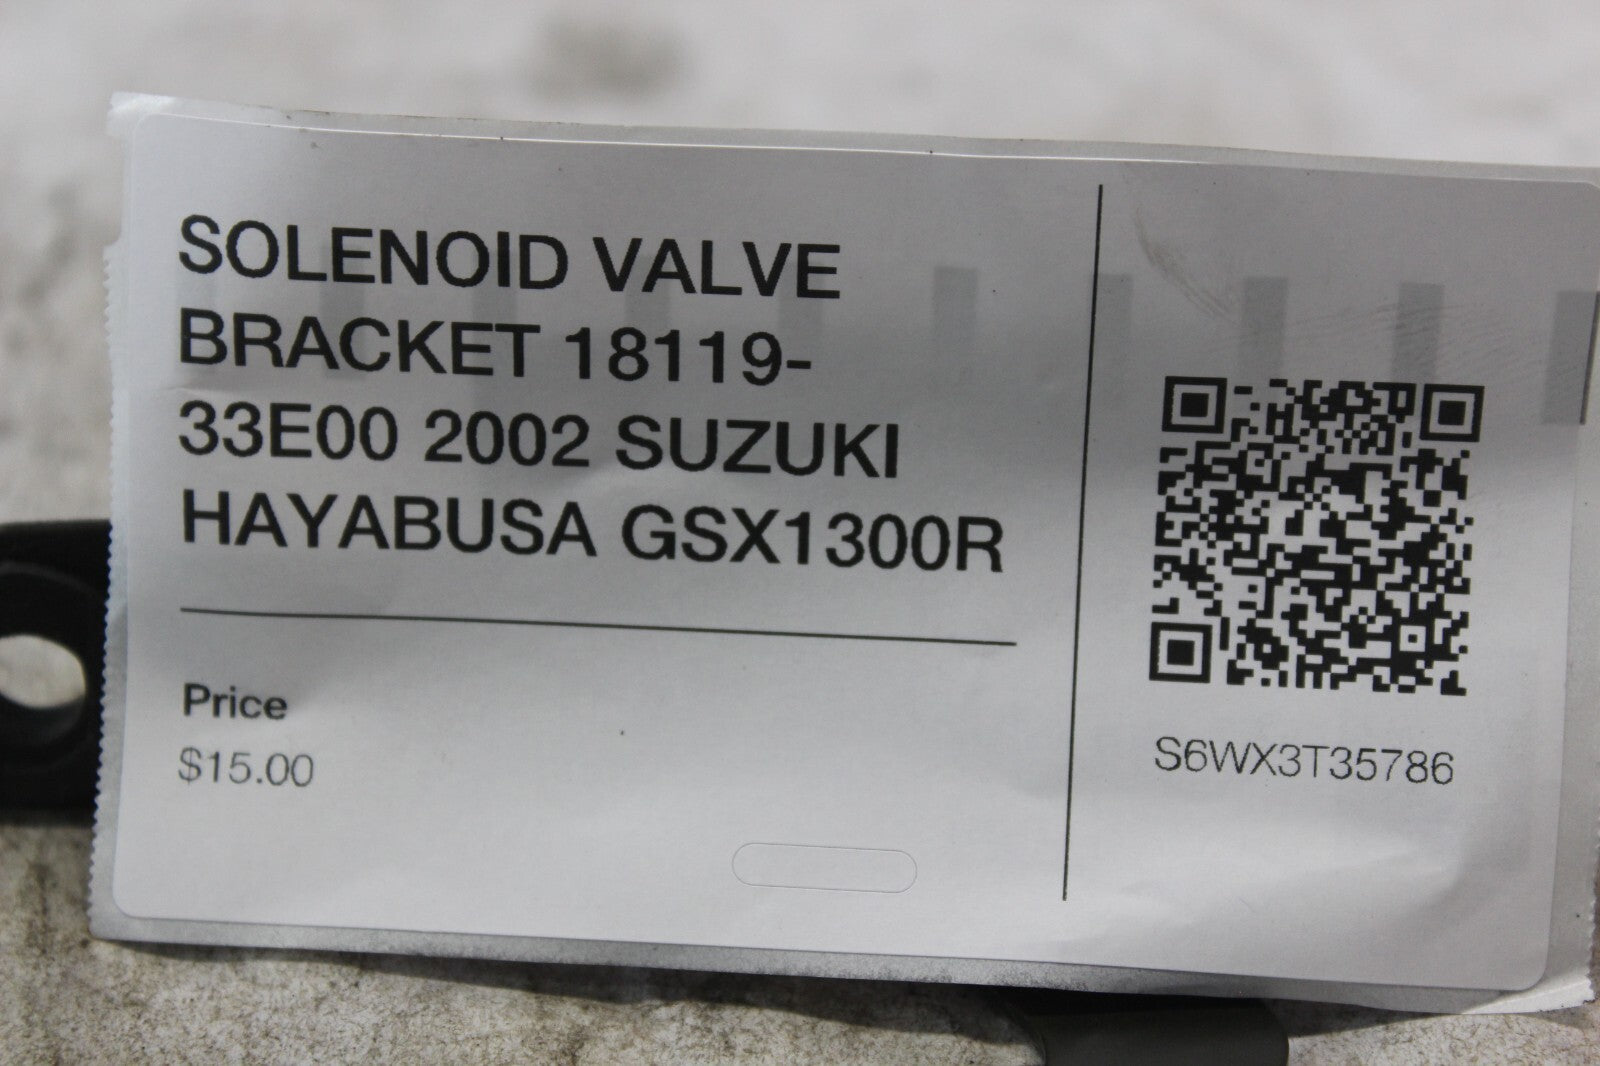 SOLENOID VALVE
BRACKET 18119-
33E00 2002 SUZUKI
HAYABUSA GSX1300R
Price
$15.00
S6WX3T35786